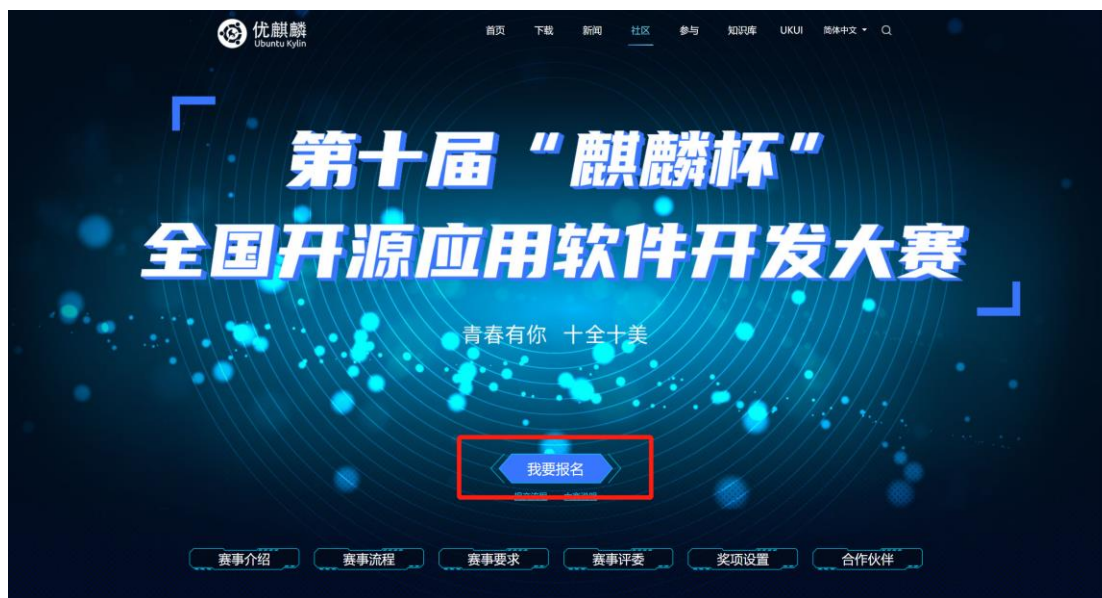 优麒麟
Ubuntu Kylin
首页 下载 新闻 社区 参与 知识库 UKUI 简体中文
第十届“麒麟杯”
全国开源应用软件开发大赛
青春有你 十全十美
我要报名
赛事介绍 赛事流程 赛事要求 赛事评委 奖项设置 合作伙伴